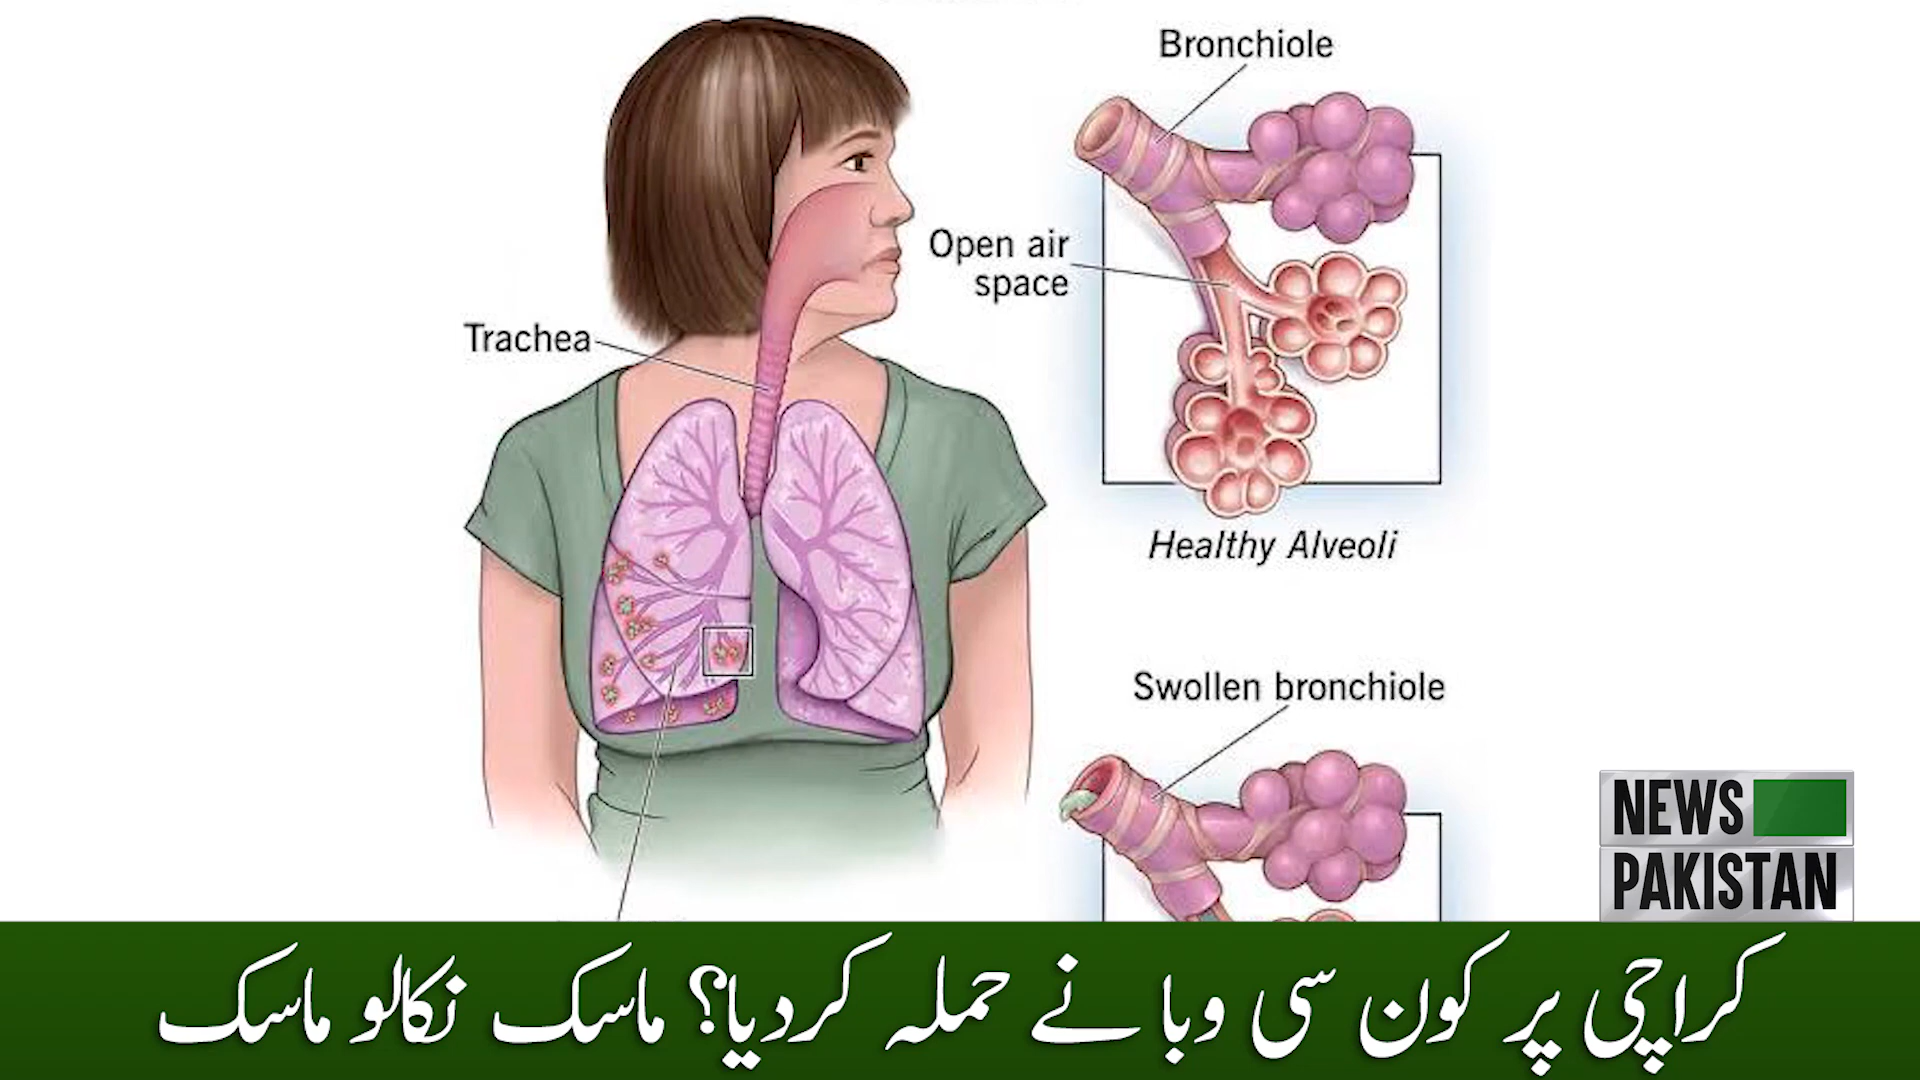 Bronchiole
Open air
space
Trachea
Healthy Alveoli
Swollen bronchiole
NEWS
PAKISTAN
کراچی پر کون سی وبا نے حملہ کردیا؟ ماسک نکالو ماسک